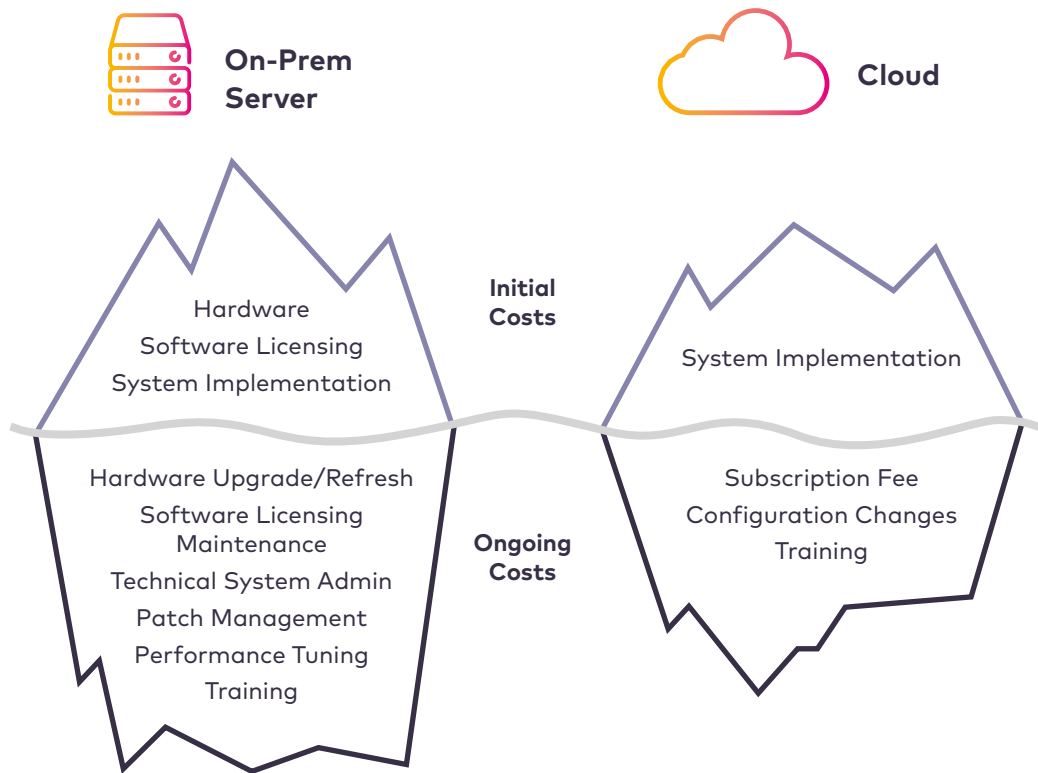 On-Prem
Server
Cloud
Initial
Costs
Hardware
Software Licensing
System Implementation
System Implementation
Hardware Upgrade/Refresh
Software Licensing
Maintenance
Technical System Admin
Patch Management
Performance Tuning
Training
Ongoing
Costs
Subscription Fee
Configuration Changes
Training